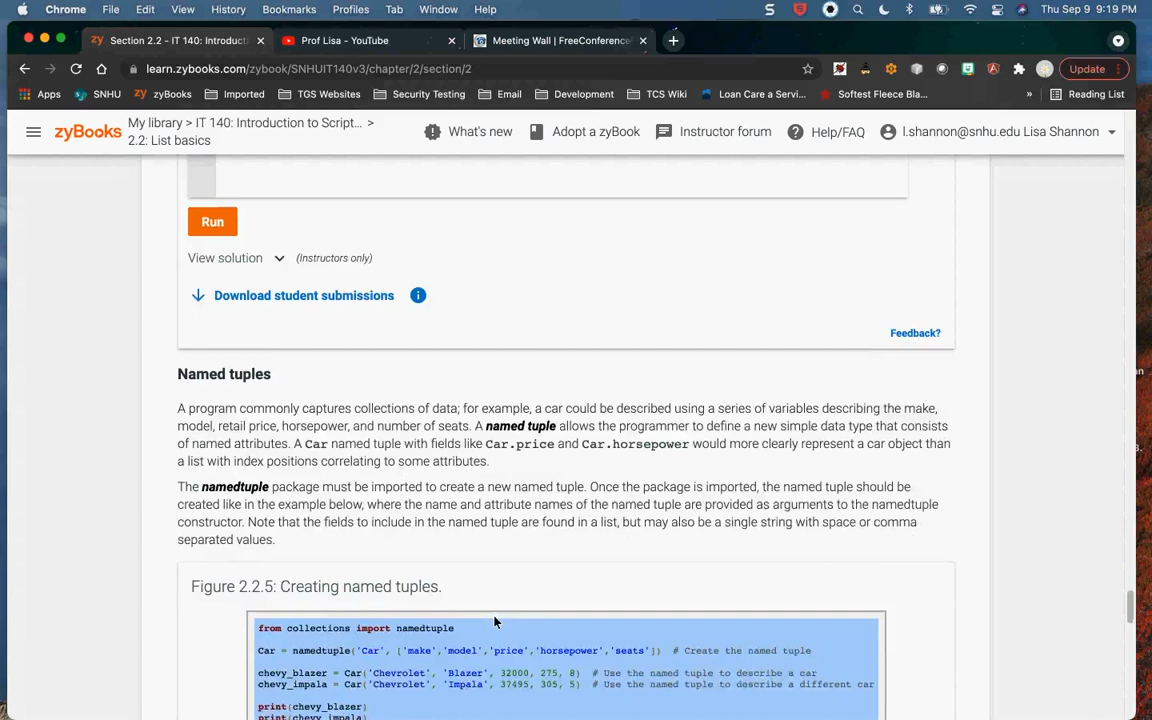 Chrome File Edit View History Bookmarks Profiles Tab Window Help Thu Sep 9 9:19 PM
Section 2.2 - IT 140: Introducti Prof Lisa - YouTube Meeting Wall | FreeConference
learn.zybooks.com/zybook/SNHUIT140v3/chapter/2/section/2 Update
Apps SNHU zyBooks Imported TGS Websites Security Testing Email Development TCS Wiki Loan Care a Servi... Softest Fleece Bla... » Reading List
zyBooks My library > IT 140: Introduction to Script... > What's new Adopt a zyBook Instructor forum Help/FAQ l.shannon@snhu.edu Lisa Shannon
2.2: List basics
Run
View solution (Instructors only)
Download student submissions
Feedback?
Named tuples
A program commonly captures collections of data; for example, a car could be described using a series of variables describing the make,
model, retail price, horsepower, and number of seats. A named tuple allows the programmer to define a new simple data type that consists
of named attributes. A Car named tuple with fields like Car.price and Car.horsepower would more clearly represent a car object than
a list with index positions correlating to some attributes.
The namedtuple package must be imported to create a new named tuple. Once the package is imported, the named tuple should be
created like in the example below, where the name and attribute names of the named tuple are provided as arguments to the namedtuple
constructor. Note that the fields to include in the named tuple are found in a list, but may also be a single string with space or comma
separated values.
Figure 2.2.5: Creating named tuples.
from collections import namedtuple
Car = namedtuple('Car', ['make','model','price','horsepower','seats']) # Create the named tuple
chevy_blazer = Car('Chevrolet', 'Blazer', 32000, 275, 8) # Use the named tuple to describe a car
chevy_impala = Car('Chevrolet', 'Impala', 37495, 305, 5) # Use the named tuple to describe a different car
print(chevy_blazer)
print(chevy_impala)